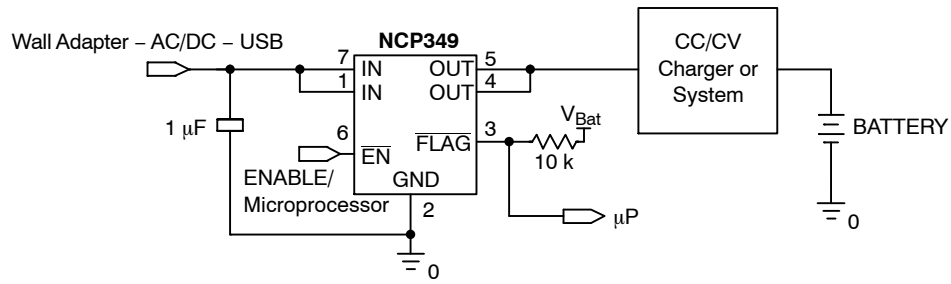 Wall Adapter – AC/DC – USB
NCP349
7
IN
1
IN
6
EN
ENABLE/
Microprocessor
GND
2
OUT
5
OUT
4
FLAG
3
1 μF
0
V_Bat
10 k
μP
CC/CV
Charger or
System
BATTERY
0